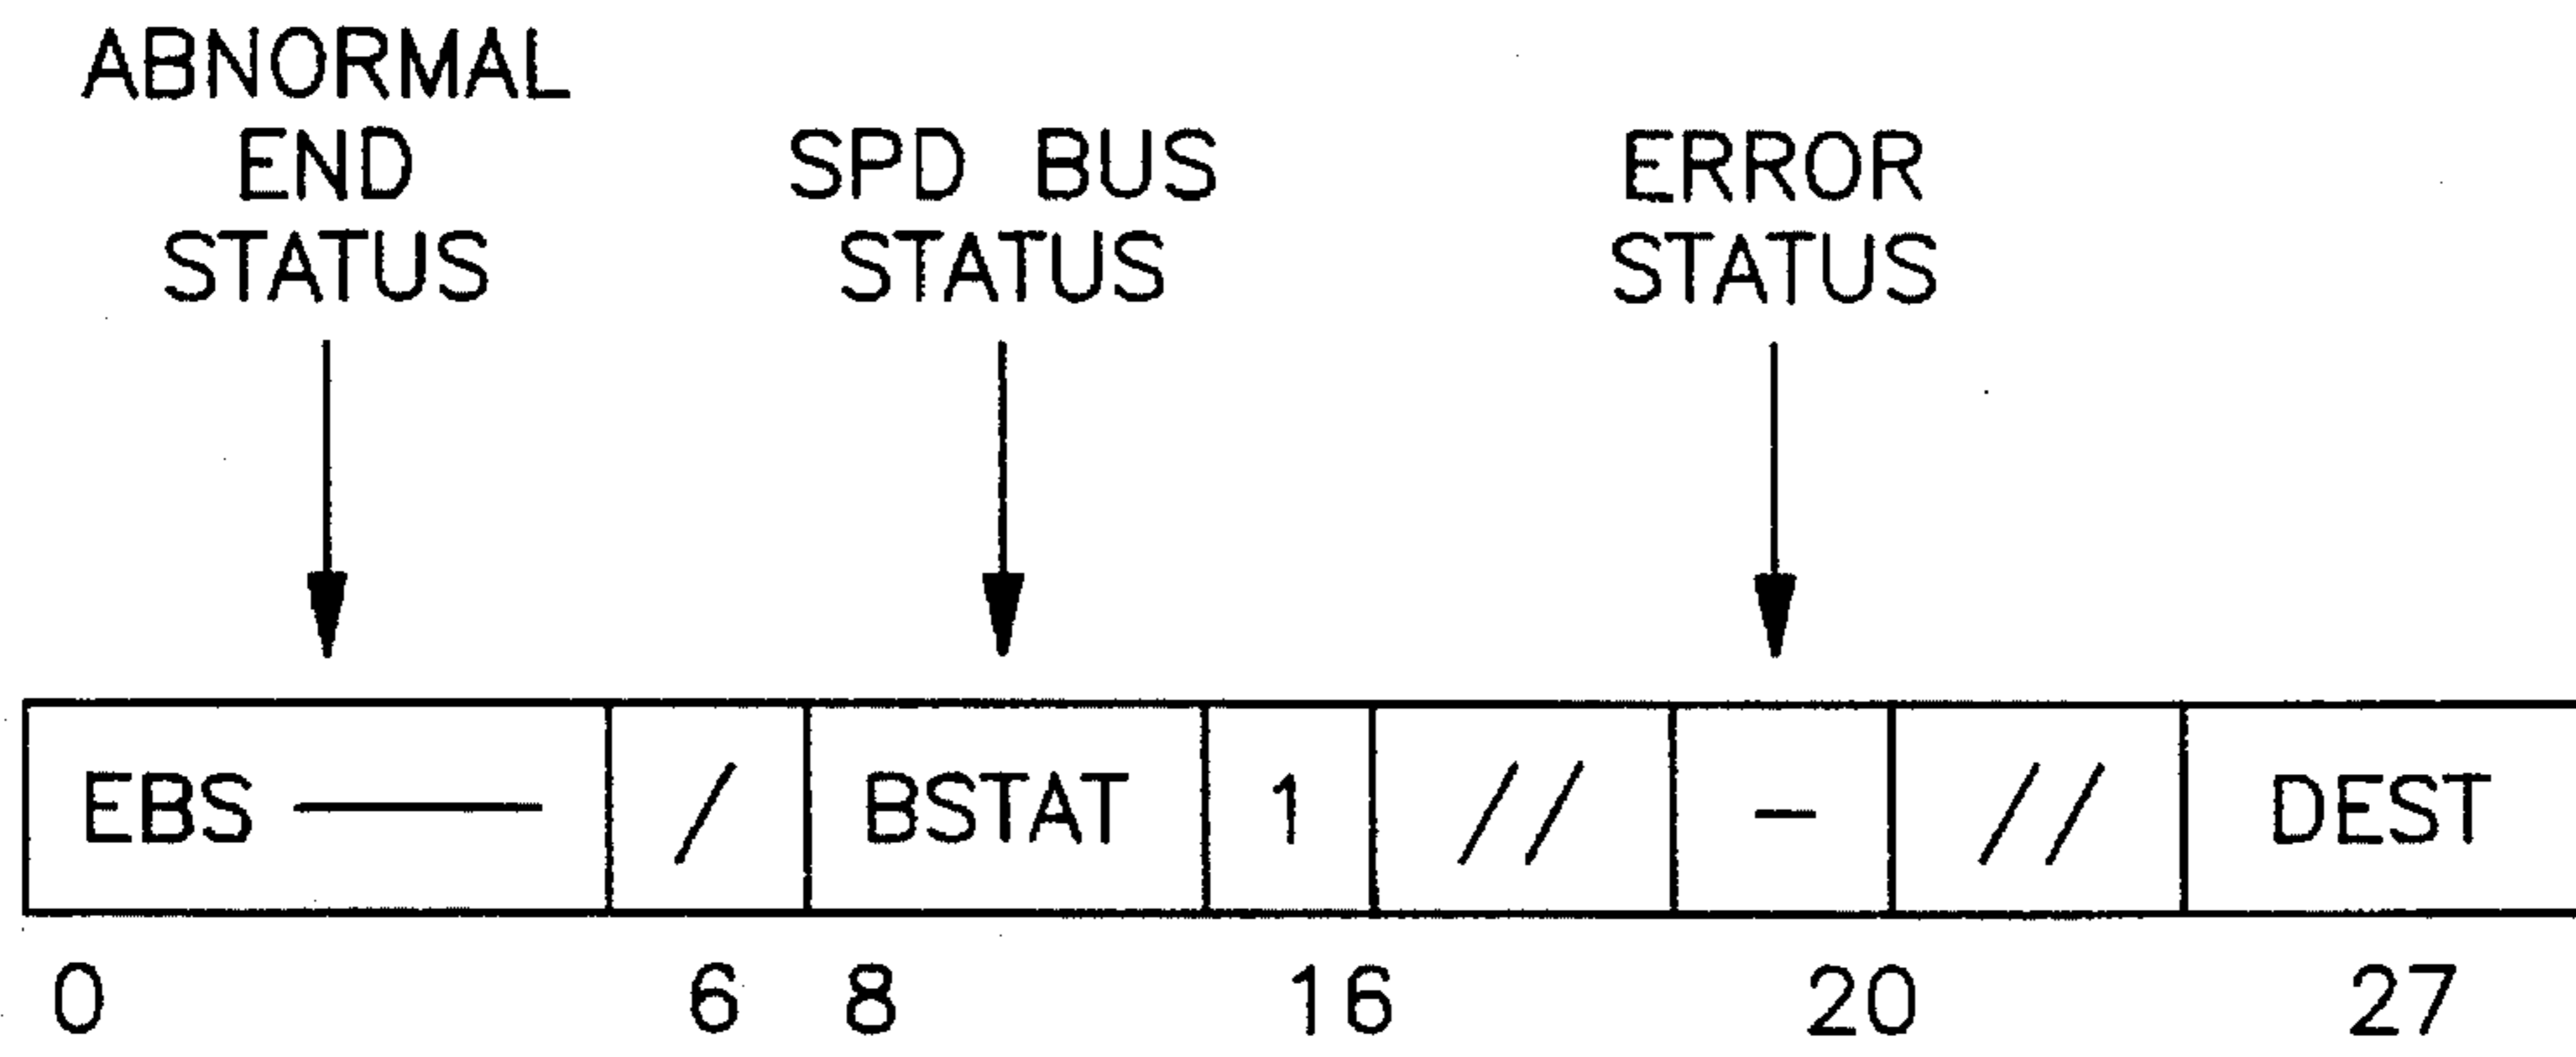 ABNORMAL
END
STATUS
SPD BUS
STATUS
ERROR
STATUS
EBS — / BSTAT 1 // – // DEST
0 6 8 16 20 27